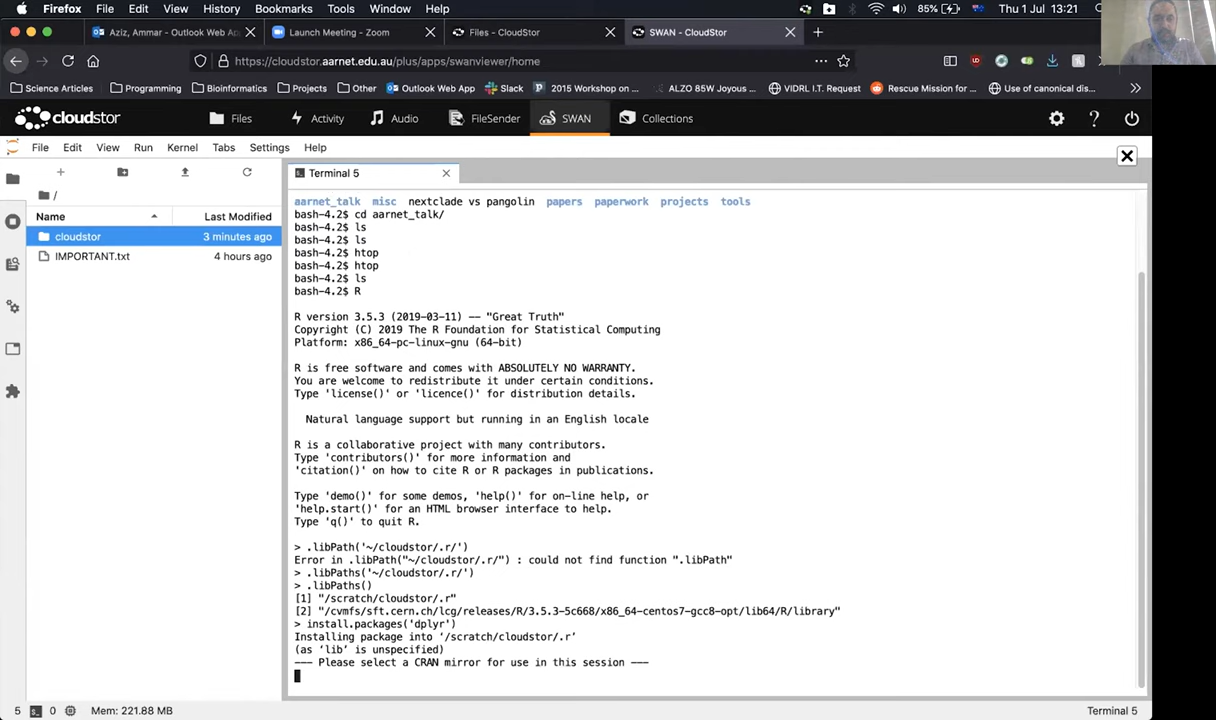 Firefox File Edit View History Bookmarks Tools Window Help 85% Thu 1 Jul 13:21
Aziz, Ammar - Outlook Web Ap Launch Meeting - Zoom Files - CloudStor SWAN - CloudStor
https://cloudstor.aarnet.edu.au/plus/apps/swanviewer/home
Science Articles Programming Bioinformatics Projects Other Outlook Web App Slack 2015 Workshop on ... ALZO 85W Joyous ... VIDRL I.T. Request Rescue Mission for ... Use of canonical dis...
cloudstor Files Activity Audio FileSender SWAN Collections
File Edit View Run Kernel Tabs Settings Help
Terminal 5
/
Name Last Modified
cloudstor 3 minutes ago
IMPORTANT.txt 4 hours ago
aarnet_talk misc nextclade vs pangolin papers paperwork projects tools
bash-4.2$ cd aarnet_talk/
bash-4.2$ ls
bash-4.2$ ls
bash-4.2$ htop
bash-4.2$ htop
bash-4.2$ ls
bash-4.2$ R
R version 3.5.3 (2019-03-11) -- "Great Truth"
Copyright (C) 2019 The R Foundation for Statistical Computing
Platform: x86_64-pc-linux-gnu (64-bit)
R is free software and comes with ABSOLUTELY NO WARRANTY.
You are welcome to redistribute it under certain conditions.
Type 'license()' or 'licence()' for distribution details.
Natural language support but running in an English locale
R is a collaborative project with many contributors.
Type 'contributors()' for more information and
'citation()' on how to cite R or R packages in publications.
Type 'demo()' for some demos, 'help()' for on-line help, or
'help.start()' for an HTML browser interface to help.
Type 'q()' to quit R.
> .libPath('~/cloudstor/.r/')
Error in .libPath("~/cloudstor/.r/") : could not find function ".libPath"
> .libPaths('~/cloudstor/.r/')
> .libPaths()
[1] "/scratch/cloudstor/.r"
[2] "/cvmfs/sft.cern.ch/lcg/releases/R/3.5.3-5c668/x86_64-centos7-gcc8-opt/lib64/R/library"
> install.packages('dplyr')
Installing package into ‘/scratch/cloudstor/.r’
(as ‘lib’ is unspecified)
--- Please select a CRAN mirror for use in this session ---
5 0 Mem: 221.88 MB Terminal 5